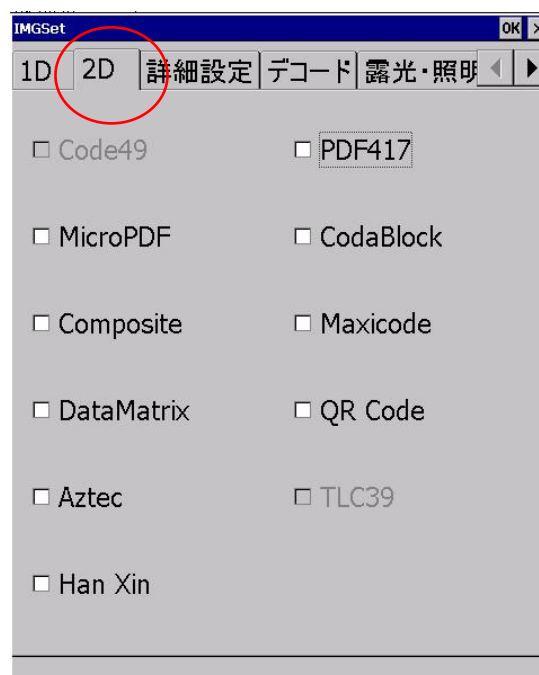 IMGSet OK
1D 2D 詳細設定 デコード 露光・照明
Code49 PDF417
MicroPDF CodaBlock
Composite Maxicode
DataMatrix QR Code
Aztec TLC39
Han Xin